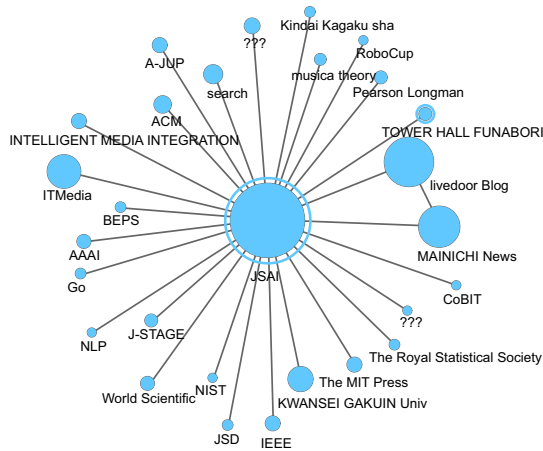 Kindai Kagaku sha
???
RoboCup
A-JUP
musica theory
search
Pearson Longman
ACM
TOWER HALL FUNABORI
INTELLIGENT MEDIA INTEGRATION
livedoor Blog
ITMedia
BEPS
MAINICHI News
AAAI
JSAI
Go
CoBIT
???
J-STAGE
NLP
The Royal Statistical Society
The MIT Press
NIST
World Scientific
KWANSEI GAKUIN Univ
JSD
IEEE